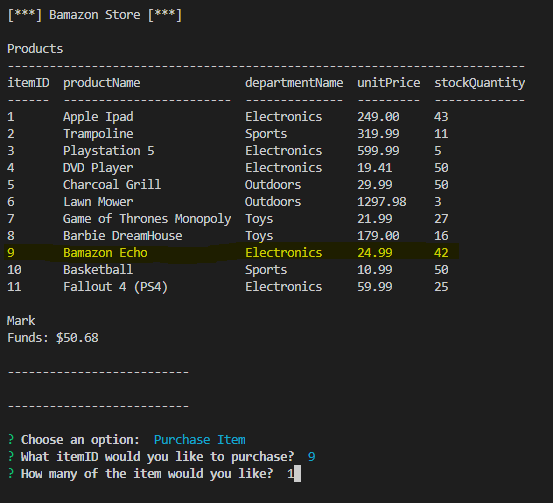 [***] Bamazon Store [***]
Products
--------------------------------------------------------------------------
itemID  productName               departmentName  unitPrice  stockQuantity
------  ------------------------  --------------  ---------  -------------
1       Apple Ipad                Electronics     249.00     43
2       Trampoline                Sports          319.99     11
3       Playstation 5             Electronics     599.99     5
4       DVD Player                Electronics     19.41      50
5       Charcoal Grill            Outdoors        29.99      50
6       Lawn Mower                Outdoors        1297.98    3
7       Game of Thrones Monopoly  Toys            21.99      27
8       Barbie DreamHouse         Toys            179.00     16
9       Bamazon Echo              Electronics     24.99      42
10      Basketball                Sports          10.99      50
11      Fallout 4 (PS4)           Electronics     59.99      25
Mark
Funds: $50.68
--------------------------
--------------------------
? Choose an option:  Purchase Item
? What itemID would you like to purchase?  9
? How many of the item would you like?  1